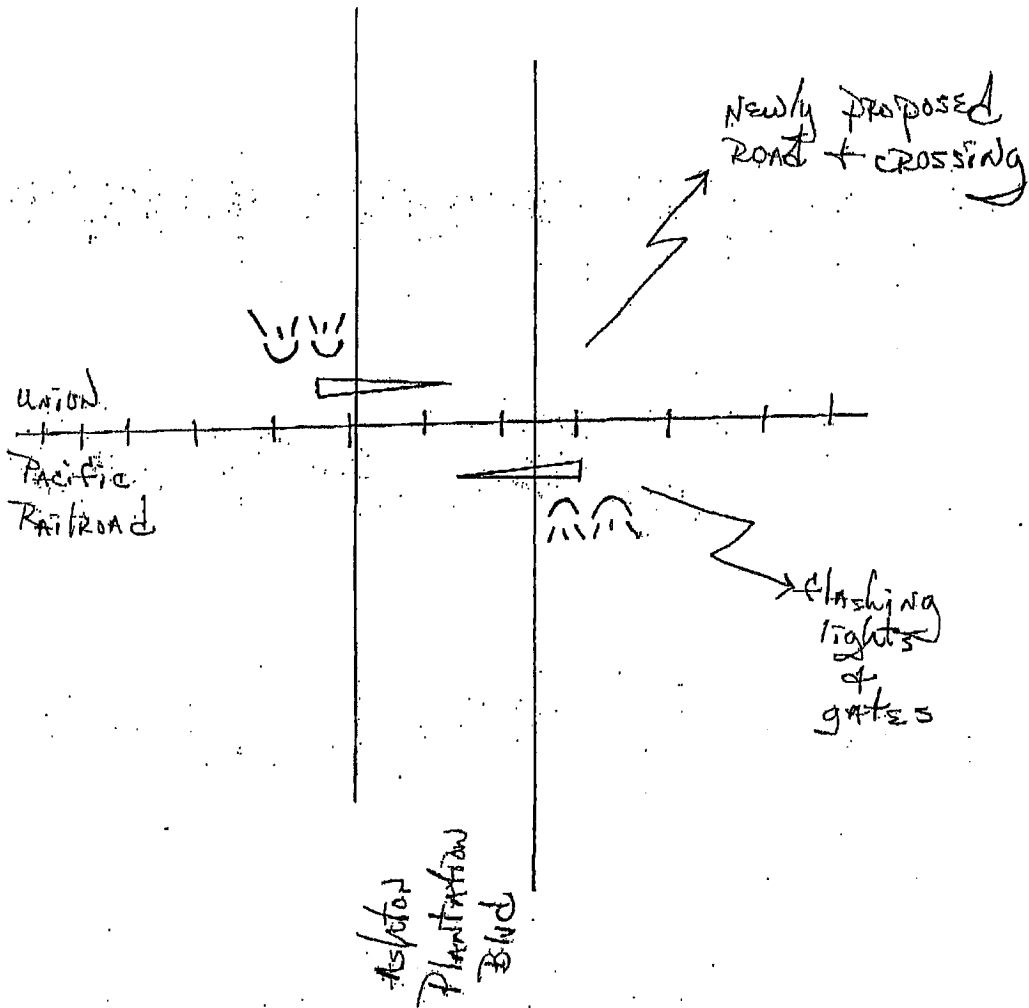 Newly proposed
Road + crossing
Union
Pacific
Railroad
flashing
lights
&
gates
Ashton
Plantation
Blvd